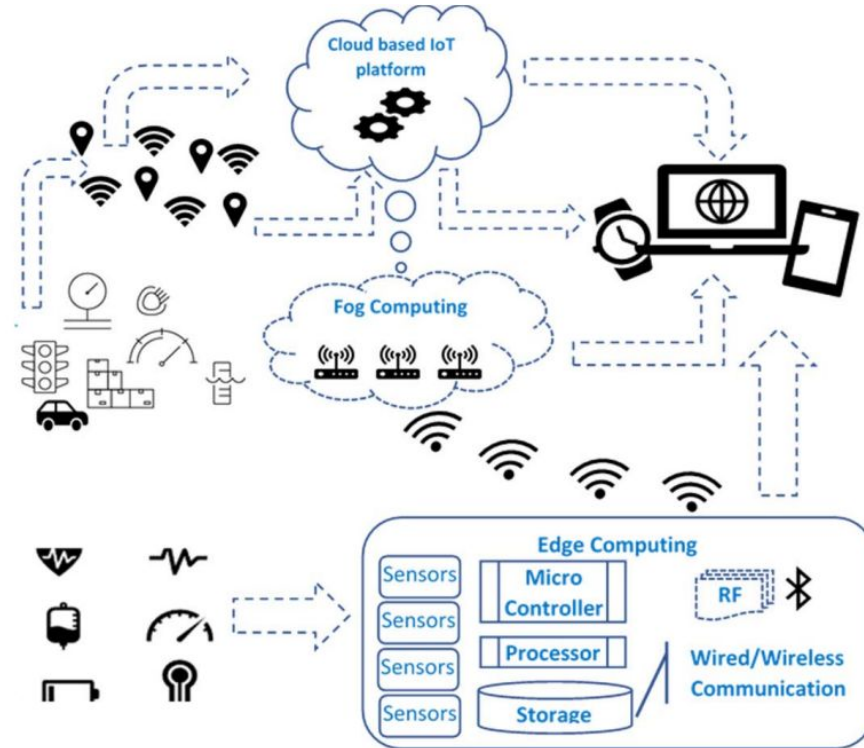 Cloud based IoT
platform
Fog Computing
Edge Computing
Sensors
Sensors
Sensors
Sensors
Micro
Controller
Processor
Storage
RF
Wired/Wireless
Communication